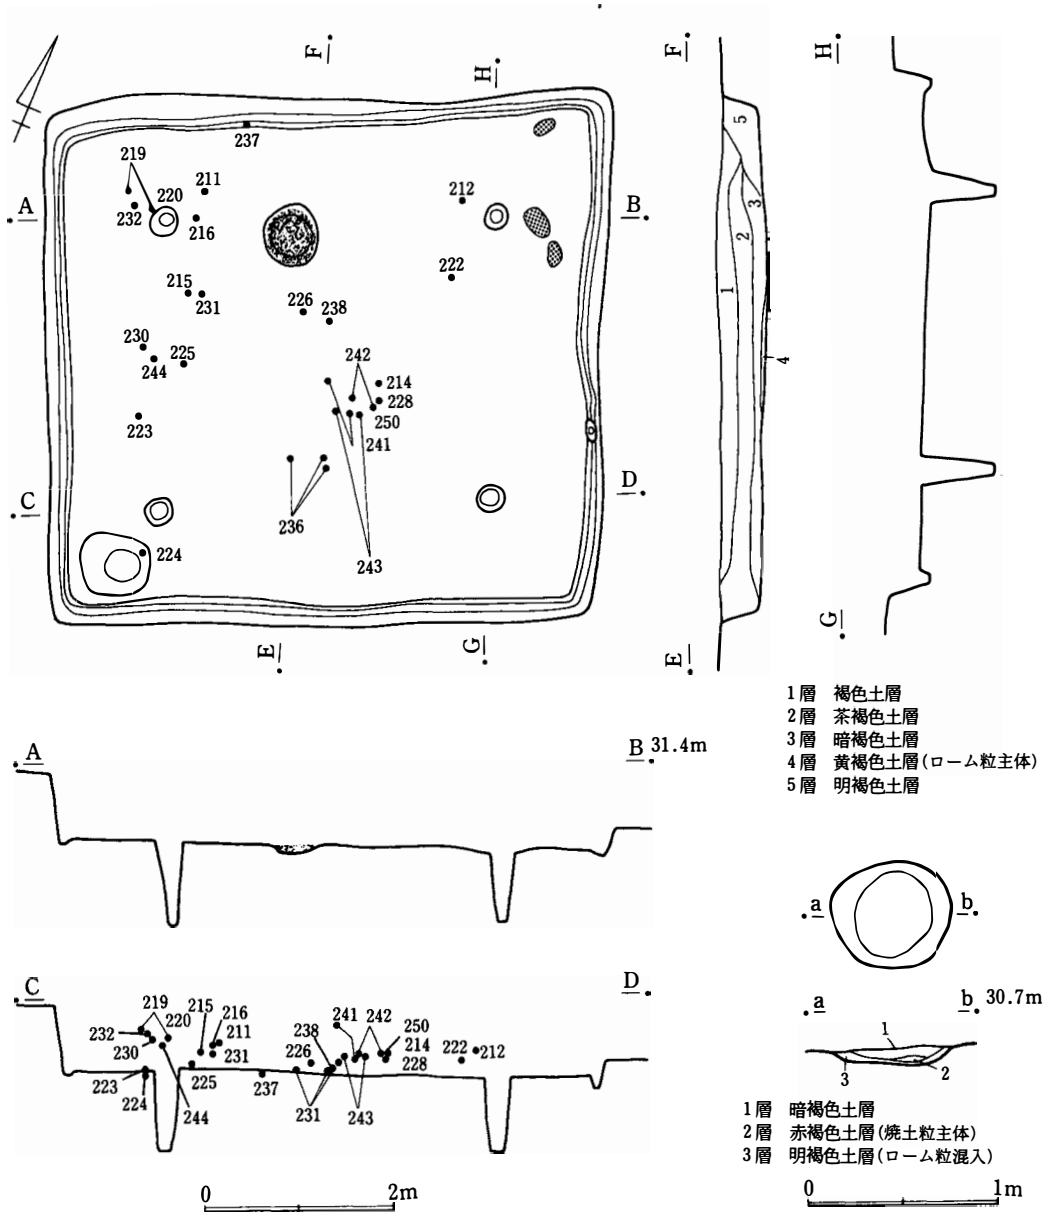 F
H
F
H
237
219
211
A
220
212
B
232
216
5
3
2
222
215
231
226
238
1
230
242
225
244
214
4
228
223
250
241
D
C
236
224
243
E
G
E
G
1層 褐色土層
2層 茶褐色土層
3層 暗褐色土層
4層 黄褐色土層(ローム粒主体)
5層 明褐色土層
A
B 31.4m
a
b
C
D
219
220
215
216
211
232
230
231
238
241
242
250
214
228
226
222
212
223
224
225
237
244
231
243
a
b 30.7m
1
3
2
1層 暗褐色土層
2層 赤褐色土層(焼土粒主体)
3層 明褐色土層(ローム粒混入)
0 2m
0 1m